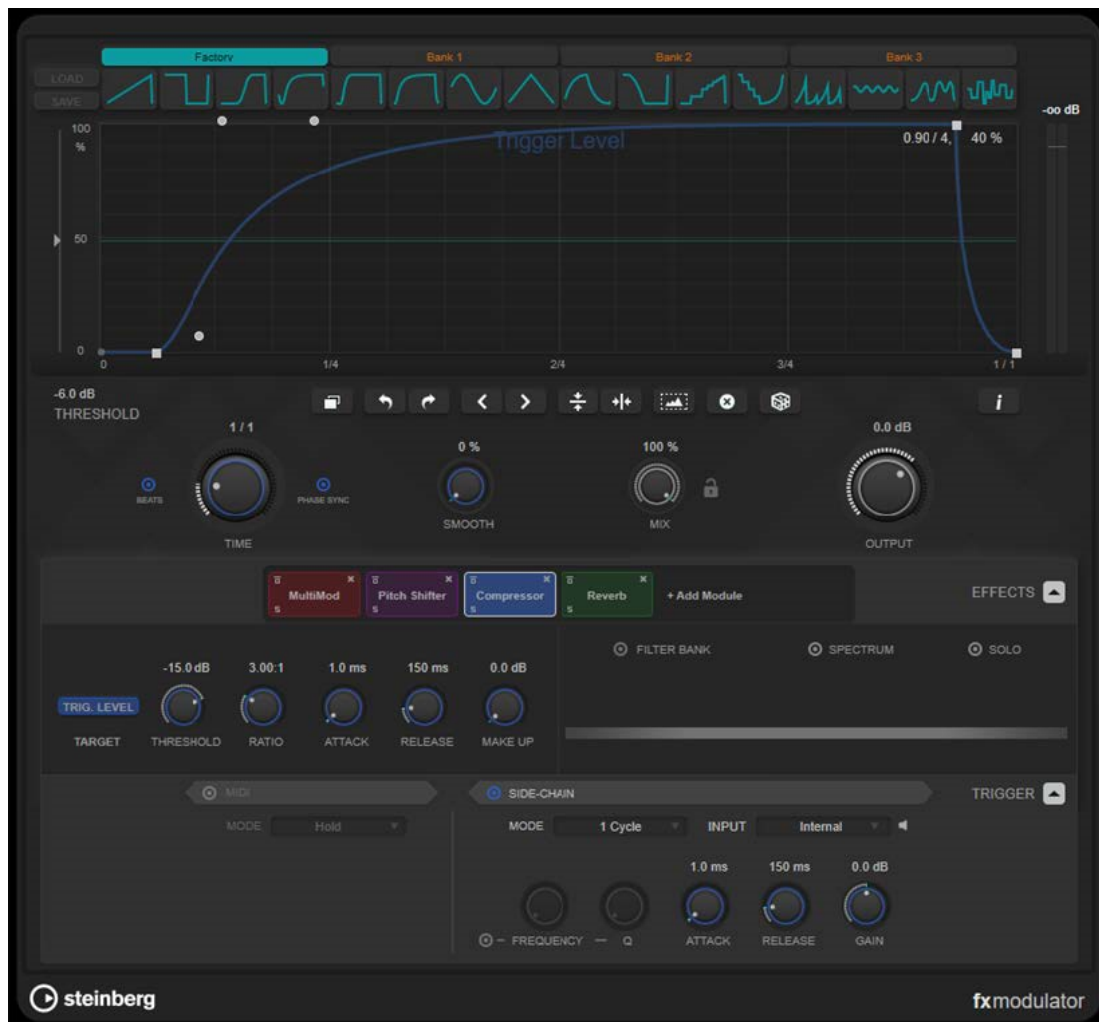 Factory Bank 1 Bank 2 Bank 3
LOAD
SAVE
-oo dB
100
%
Trigger Level
0.90 / 4, 40 %
50
0
0 1/4 2/4 3/4 1 / 1
-6.0 dB
THRESHOLD
i
1 / 1
0 %
100 %
0.0 dB
BEATS
PHASE SYNC
TIME
SMOOTH
MIX
OUTPUT
MultiMod
S
Pitch Shifter
S
Compressor
S
Reverb
S
+ Add Module
EFFECTS
FILTER BANK SPECTRUM SOLO
-15.0 dB 3.00:1 1.0 ms 150 ms 0.0 dB
TRIG. LEVEL
TARGET THRESHOLD RATIO ATTACK RELEASE MAKE UP
MIDI
SIDE-CHAIN
TRIGGER
MODE Hold
MODE 1 Cycle INPUT Internal
1.0 ms 150 ms 0.0 dB
FREQUENCY Q ATTACK RELEASE GAIN
steinberg
fxmodulator